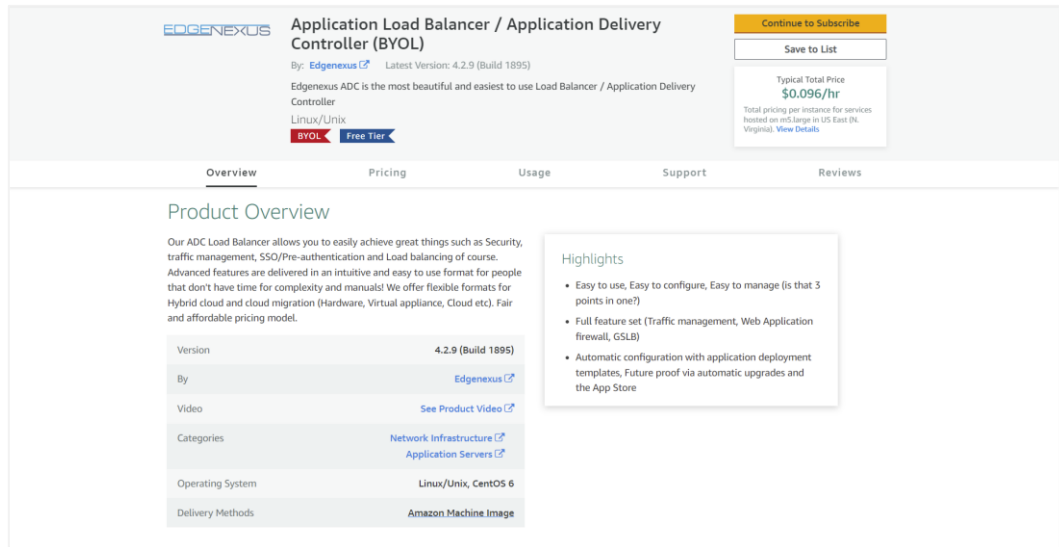 EDGENEXUS
Application Load Balancer / Application Delivery
Controller (BYOL)
By: Edgenexus Latest Version: 4.2.9 (Build 1895)
Edgenexus ADC is the most beautiful and easiest to use Load Balancer / Application Delivery
Controller
Linux/Unix
BYOL Free Tier
Continue to Subscribe
Save to List
Typical Total Price
$0.096/hr
Total pricing per instance for services
hosted on m5.large in US East (N.
Virginia). View Details
Overview Pricing Usage Support Reviews
Product Overview
Our ADC Load Balancer allows you to easily achieve great things such as Security,
traffic management, SSO/Pre-authentication and Load balancing of course.
Advanced features are delivered in an intuitive and easy to use format for people
that don't have time for complexity and manuals! We offer flexible formats for
Hybrid cloud and cloud migration (Hardware, Virtual appliance, Cloud etc). Fair
and affordable pricing model.
Version 4.2.9 (Build 1895)
By Edgenexus
Video See Product Video
Categories Network Infrastructure
Application Servers
Operating System Linux/Unix, CentOS 6
Delivery Methods Amazon Machine Image
Highlights
• Easy to use, Easy to configure, Easy to manage (is that 3
points in one?)
• Full feature set (Traffic management, Web Application
firewall, GSLB)
• Automatic configuration with application deployment
templates, Future proof via automatic upgrades and
the App Store